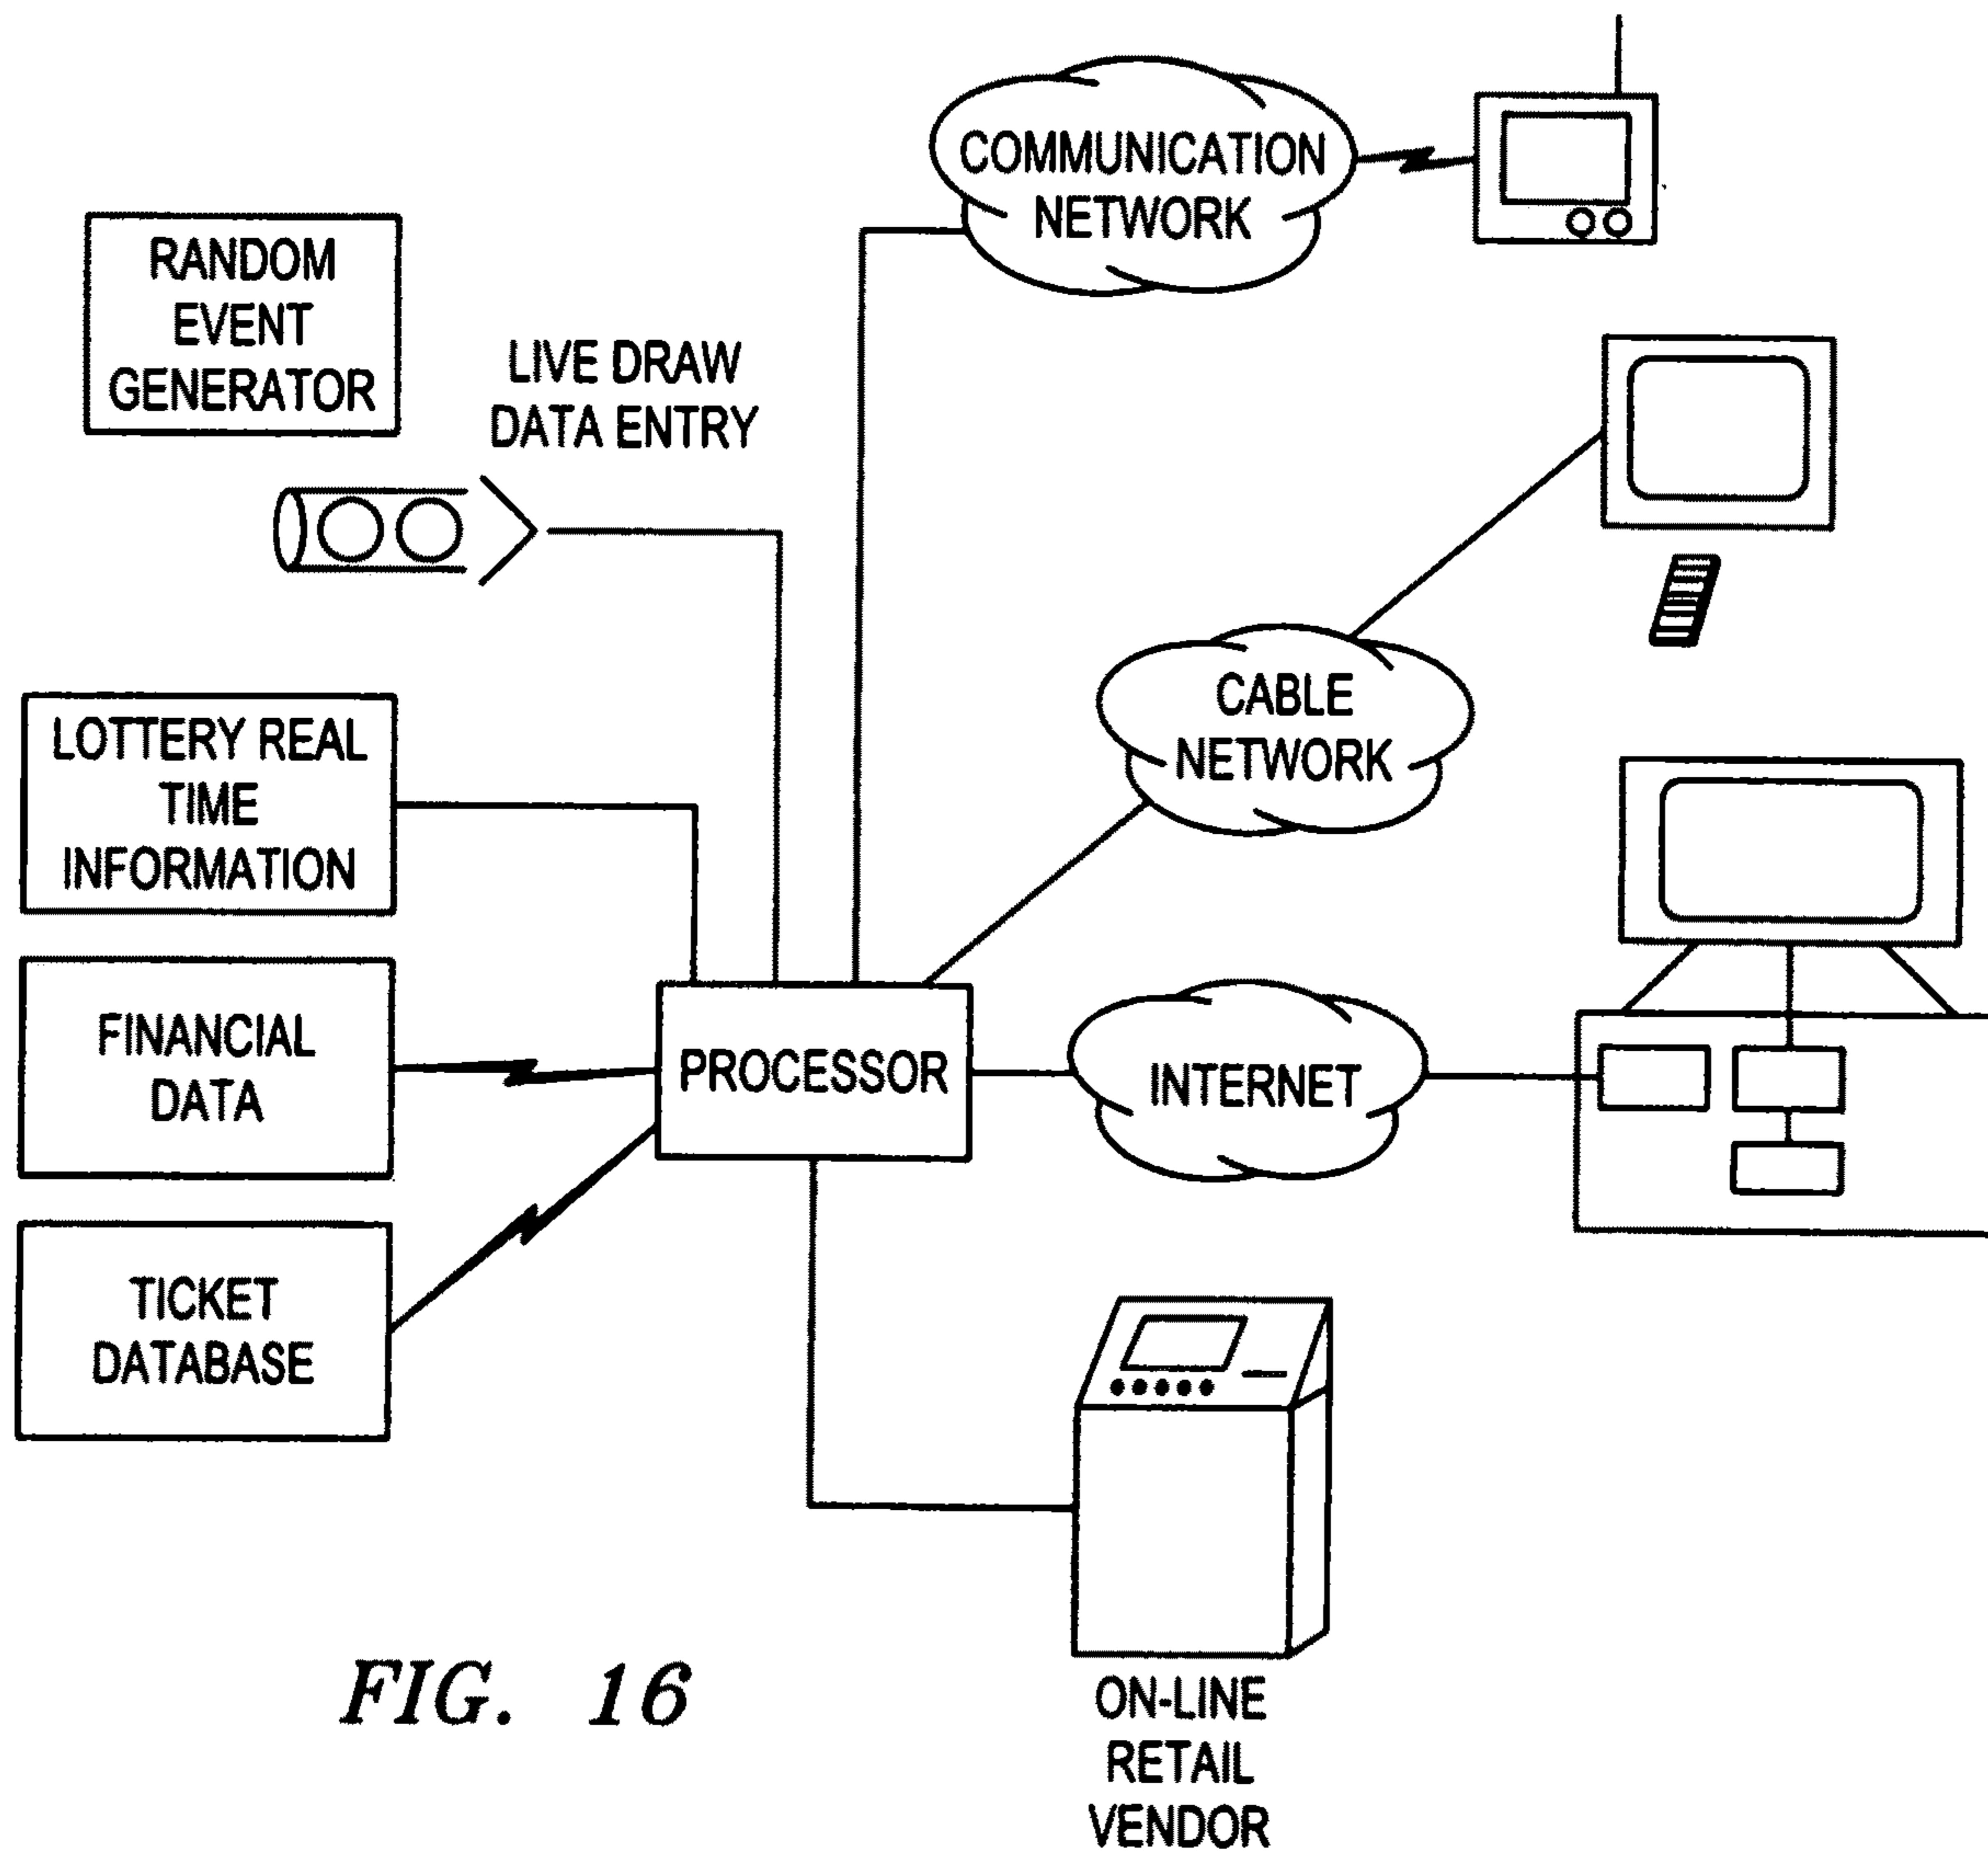 COMMUNICATION
NETWORK
RANDOM
EVENT
GENERATOR
LIVE DRAW
DATA ENTRY
CABLE
NETWORK
LOTTERY REAL
TIME
INFORMATION
FINANCIAL
DATA
PROCESSOR
INTERNET
TICKET
DATABASE
ON-LINE
RETAIL
VENDOR
FIG. 16